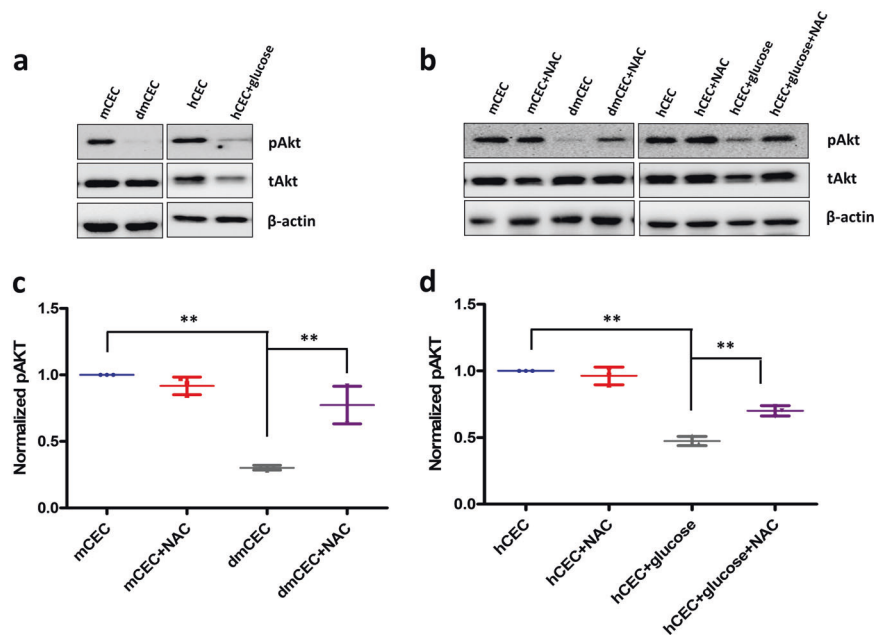 a
mCEC dmCEC hCEC hCEC+glucose
pAkt
tAkt
β-actin
b
mCEC mCEC+NAC dmCEC dmCEC+NAC hCEC hCEC+NAC hCEC+glucose hCEC+glucose+NAC
pAkt
tAkt
β-actin
c
Normalized pAKT
1.5
1.0
0.5
0.0
** **
mCEC mCEC+NAC dmCEC dmCEC+NAC
d
Normalized pAKT
1.5
1.0
0.5
0.0
** **
hCEC hCEC+NAC hCEC+glucose hCEC+glucose+NAC